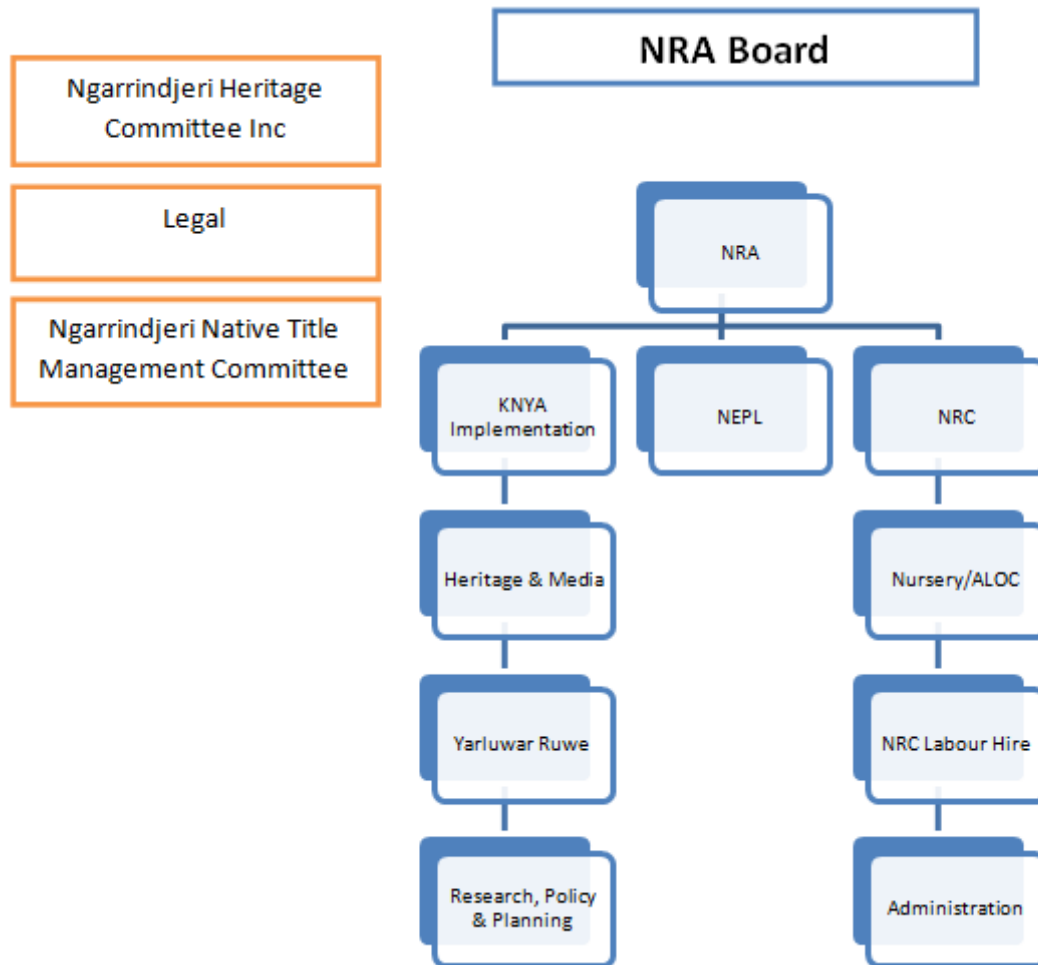 NRA Board
Ngarrindjeri Heritage
Committee Inc
Legal
Ngarrindjeri Native Title
Management Committee
NRA
KNYA
Implementation
NEPL
NRC
Heritage & Media
Nursery/ALOC
Yarluwar Ruwe
NRC Labour Hire
Research, Policy
& Planning
Administration